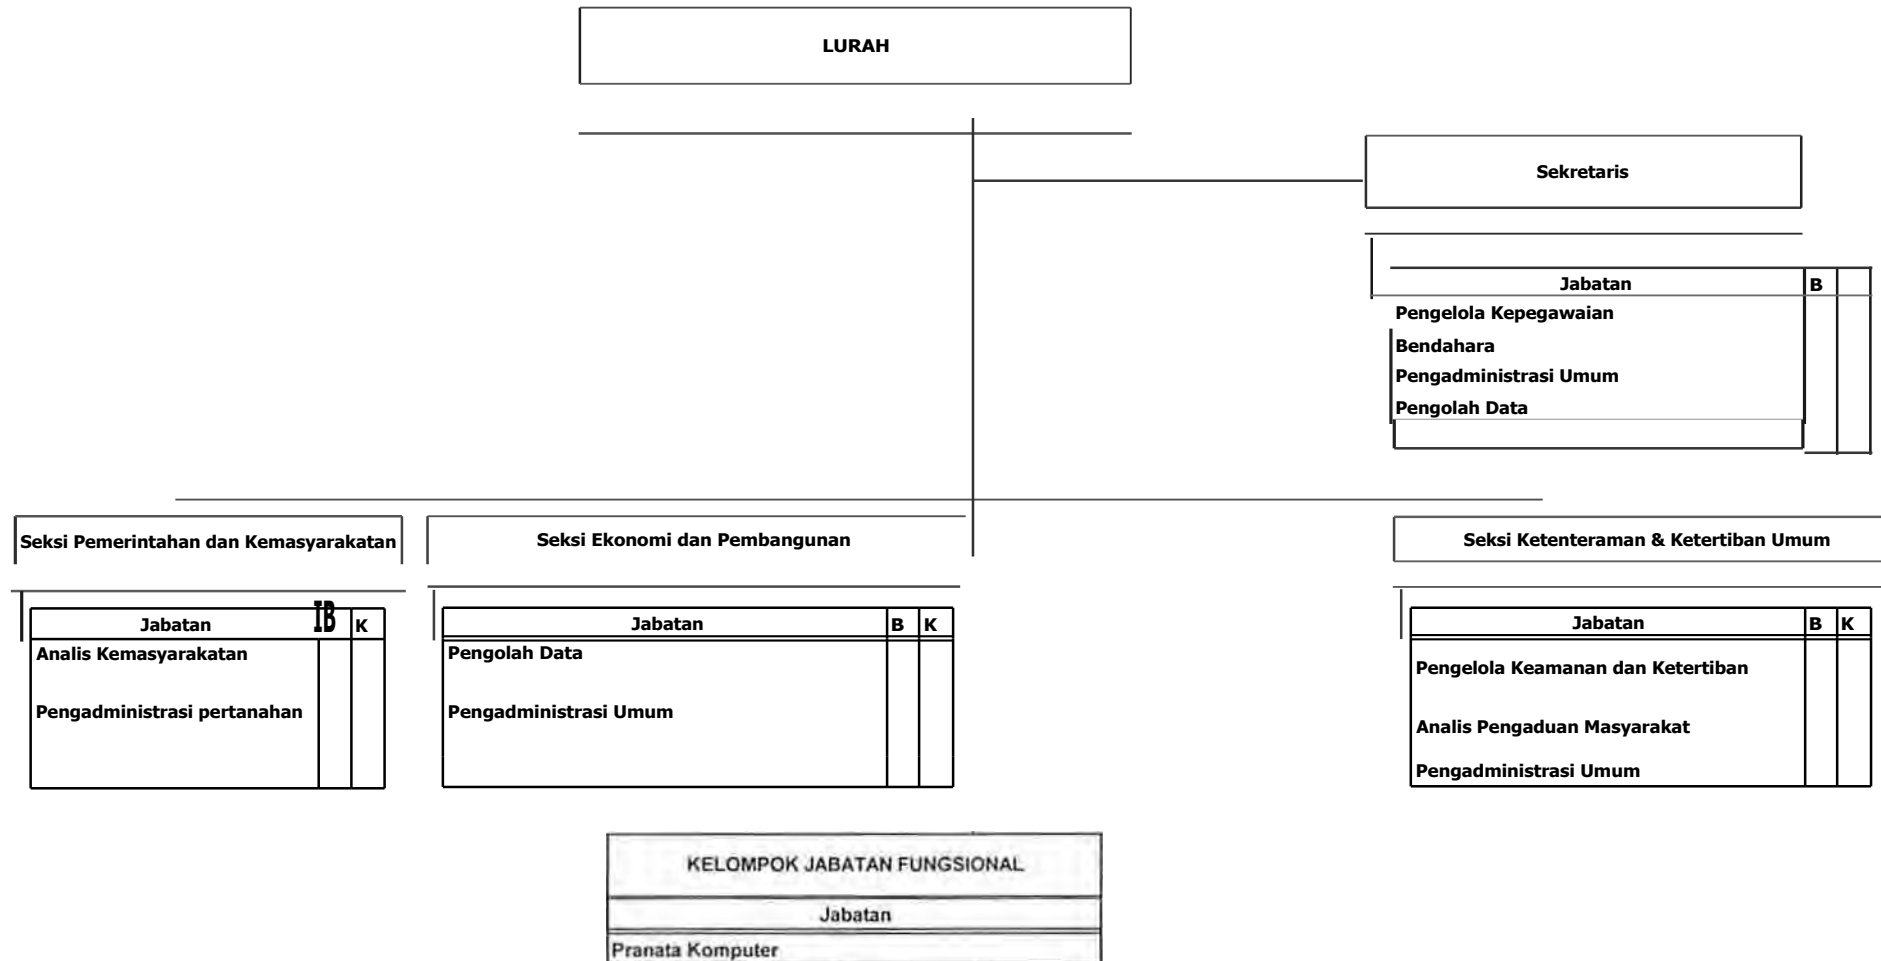 LURAH
Sekretaris
Jabatan B
Pengelola Kepegawaian
Bendahara
Pengadministrasi Umum
Pengolah Data
Seksi Pemerintahan dan Kemasyarakatan
Jabatan IB K
Analis Kemasyarakatan
Pengadministrasi pertanahan
Seksi Ekonomi dan Pembangunan
Jabatan B K
Pengolah Data
Pengadministrasi Umum
Seksi Ketenteraman & Ketertiban Umum
Jabatan B K
Pengelola Keamanan dan Ketertiban
Analis Pengaduan Masyarakat
Pengadministrasi Umum
KELOMPOK JABATAN FUNGSIONAL
Jabatan
Pranata Komputer